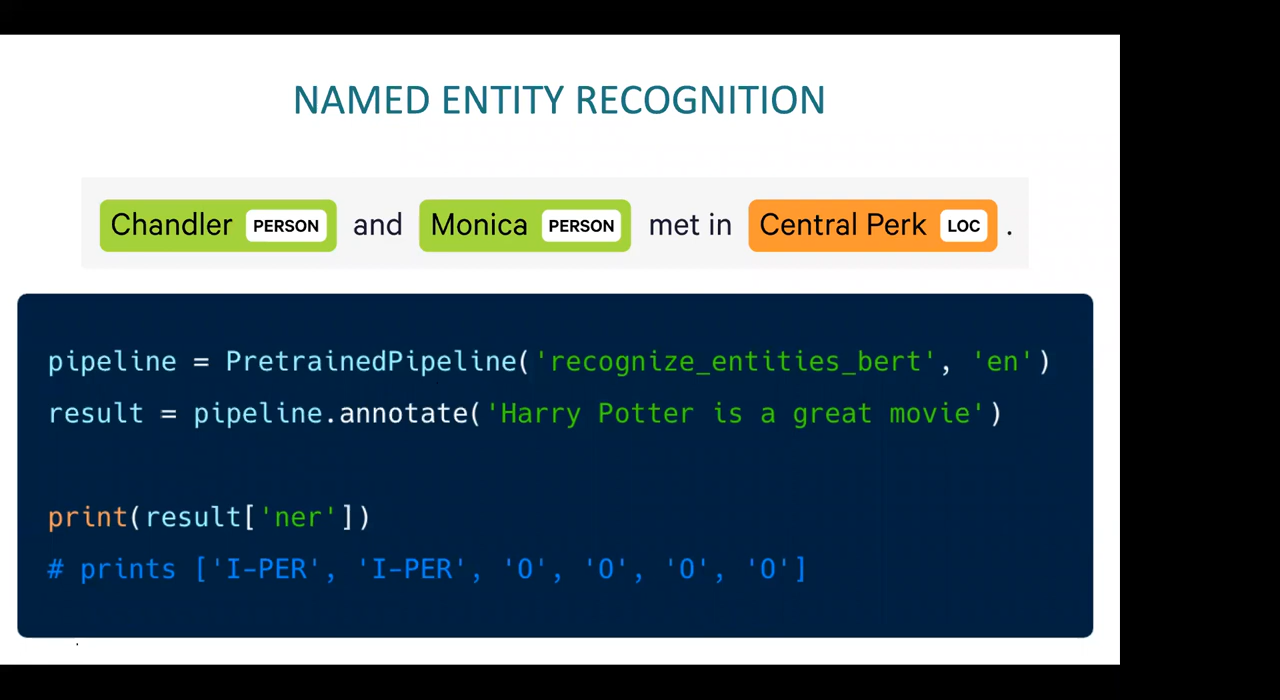 NAMED ENTITY RECOGNITION
Chandler PERSON and Monica PERSON met in Central Perk LOC .
pipeline = PretrainedPipeline('recognize_entities_bert', 'en')
result = pipeline.annotate('Harry Potter is a great movie')
print(result['ner'])
# prints ['I-PER', 'I-PER', 'O', 'O', 'O', 'O']